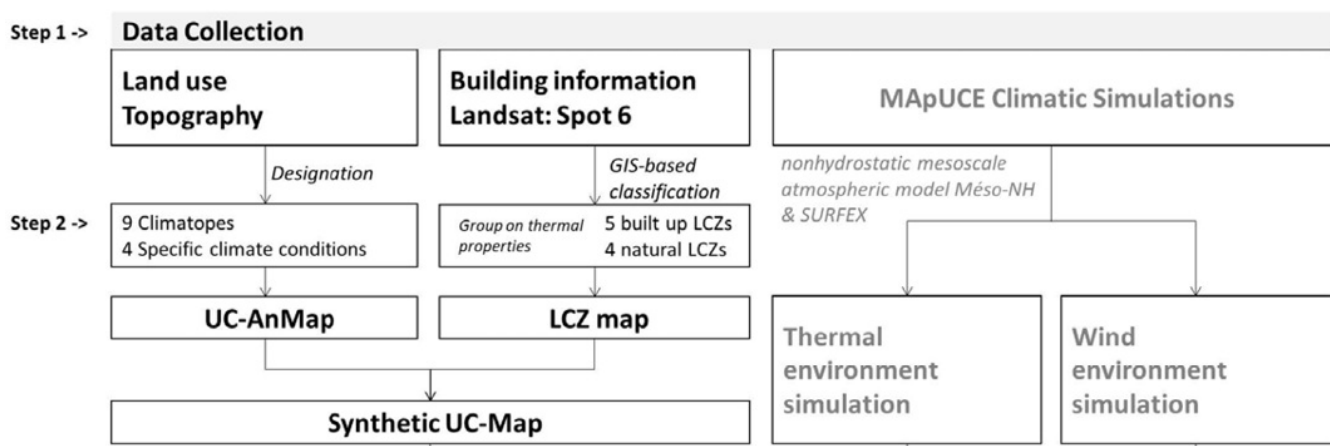 Step 1 ->
Data Collection
Land use
Topography
Building information
Landsat: Spot 6
MApUCE Climatic Simulations
Designation
GIS-based
classification
nonhydrostatic mesoscale
atmospheric model Méso-NH
& SURFEX
Step 2 ->
9 Climatopes
4 Specific climate conditions
Group on thermal
properties
5 built up LCZs
4 natural LCZs
UC-AnMap
LCZ map
Thermal
environment
simulation
Wind
environment
simulation
Synthetic UC-Map